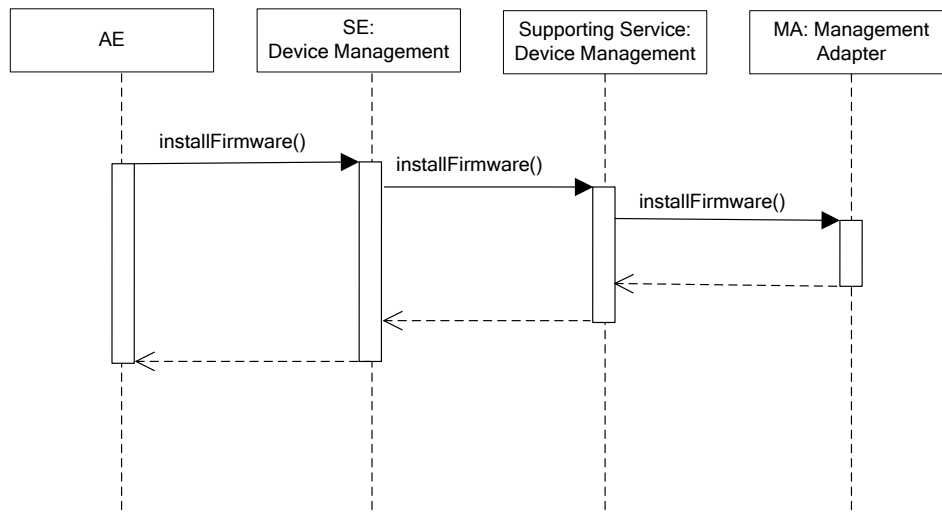 AE
SE:
Device Management
Supporting Service:
Device Management
MA: Management
Adapter
installFirmware()
installFirmware()
installFirmware()